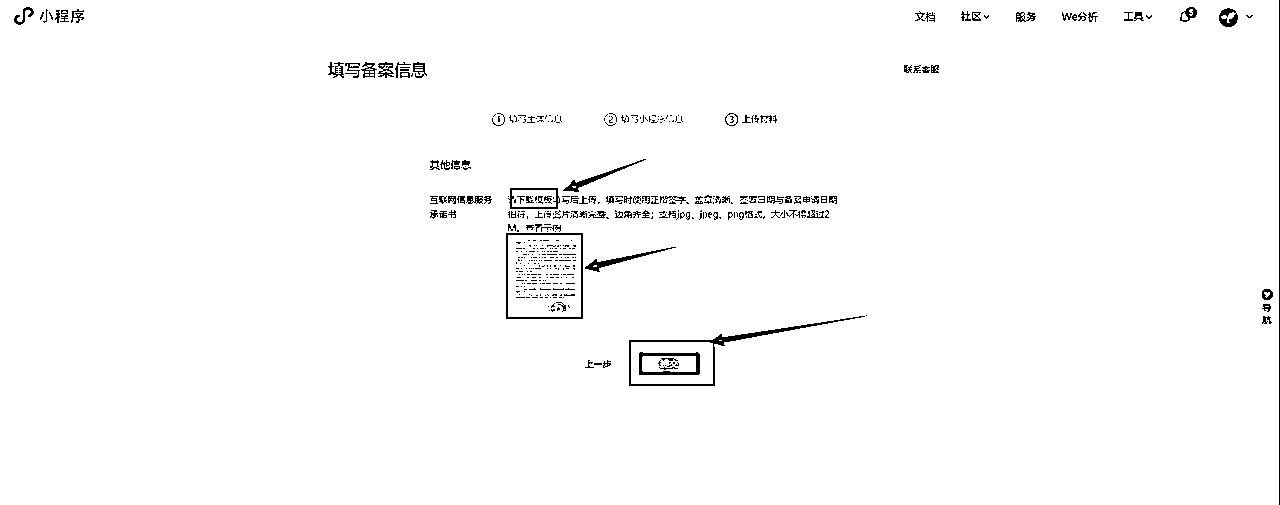 小程序
文档 社区 服务 We分析 工具
填写备案信息
联系客服
1 填写主体信息 2 填写小程序信息 3 上传材料
其他信息
互联网信息服务
承诺书
请下载模板填写后上传，填写时使用正楷签字、盖章清晰、签署日期与备案申请日期
相符，上传图片清晰完整、边角齐全；支持jpg、jpeg、png格式，大小不得超过2
M。查看示例
上一步
导
航